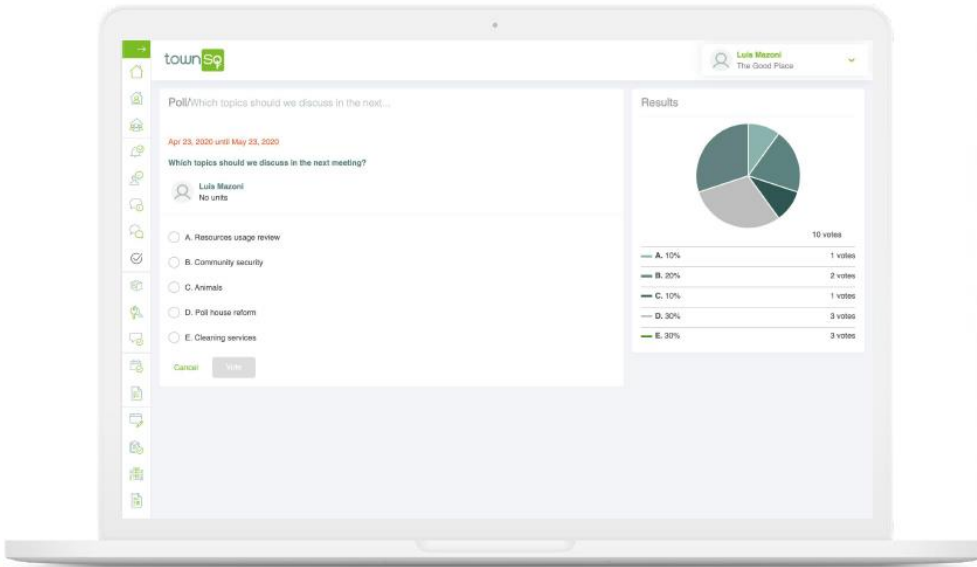 →
town sq
Luis Mazoni
The Good Place
Poll/Which topics should we discuss in the next...
Apr 23, 2020 until May 23, 2020
Which topics should we discuss in the next meeting?
Luis Mazoni
No units
A. Resources usage review
B. Community security
C. Animals
D. Poll house reform
E. Cleaning services
Cancel
Vote
Results
10 votes
A. 10% 1 votes
B. 20% 2 votes
C. 10% 1 votes
D. 30% 3 votes
E. 30% 3 votes